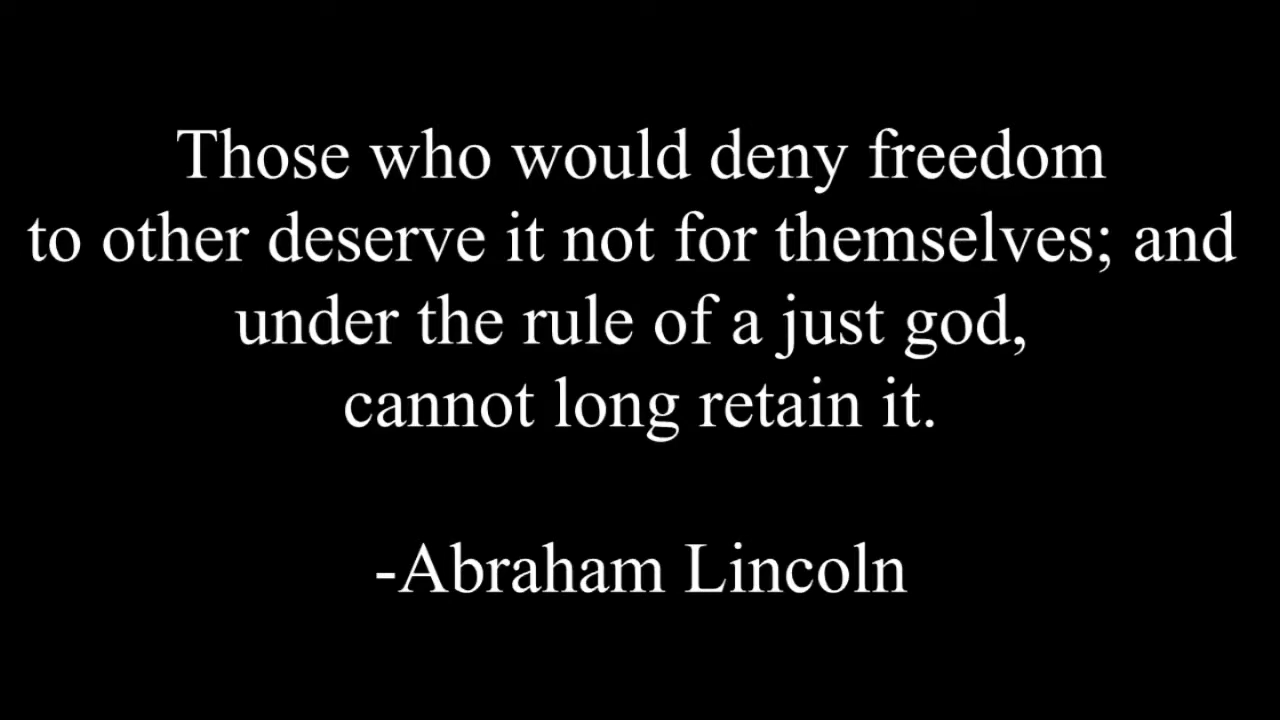 Those who would deny freedom
to other deserve it not for themselves; and
under the rule of a just god,
cannot long retain it.
-Abraham Lincoln